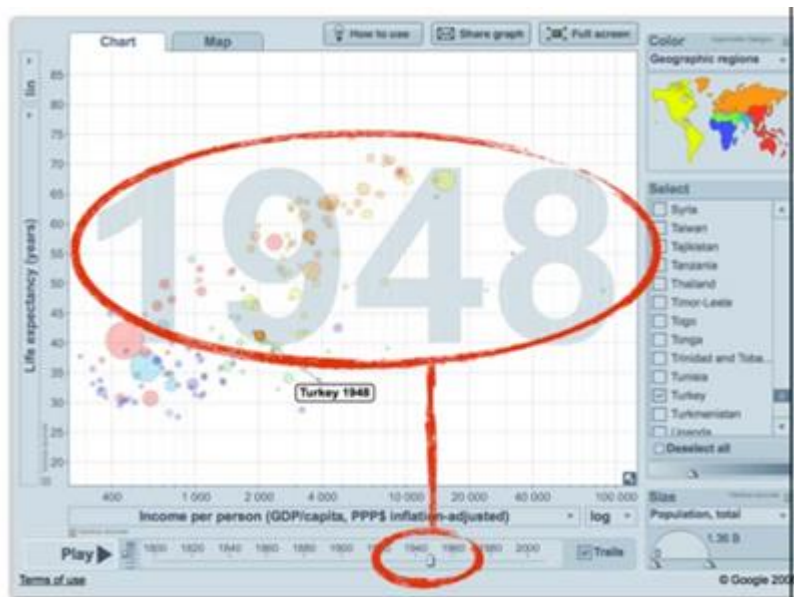 Chart
Map
How to use
Share graph
Full screen
Color
Geographic regions
lin
Life expectancy (years)
85
80
75
70
65
60
55
50
45
40
35
30
25
20
1948
Turkey 1948
Select
Syria
Taiwan
Tajikistan
Tanzania
Thailand
Timor-Leste
Togo
Tonga
Trinidad and Toba...
Tunisia
Turkey
Turkmenistan
Uganda
Deselect all
400
1 000
2 000
4 000
10 000
20 000
40 000
100 000
Income per person (GDP/capita, PPP$ inflation-adjusted)
log
Size
Population, total
0
1.36 B
Play
1800
1820
1840
1860
1880
1900
1940
1960
1980
2000
Trails
Terms of use
© Google